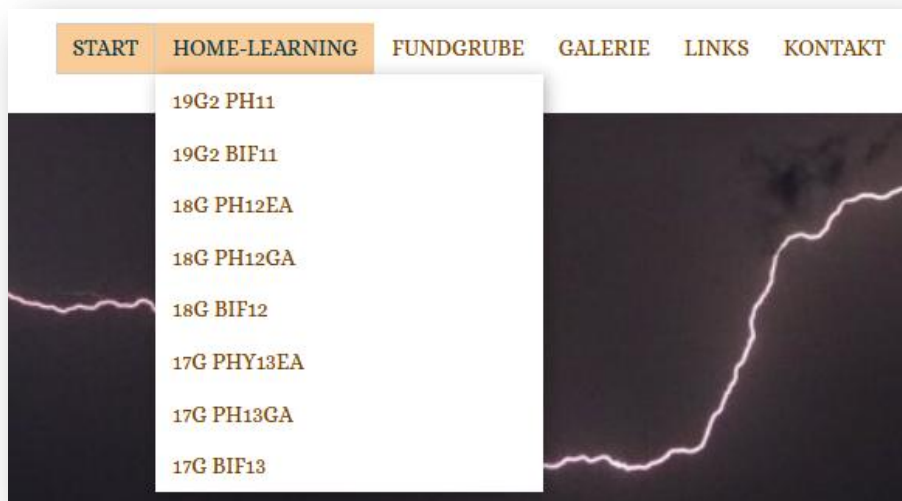 START HOME-LEARNING FUNDGRUBE GALERIE LINKS KONTAKT
19G2 PH11
19G2 BIF11
18G PH12EA
18G PH12GA
18G BIF12
17G PHY13EA
17G PH13GA
17G BIF13